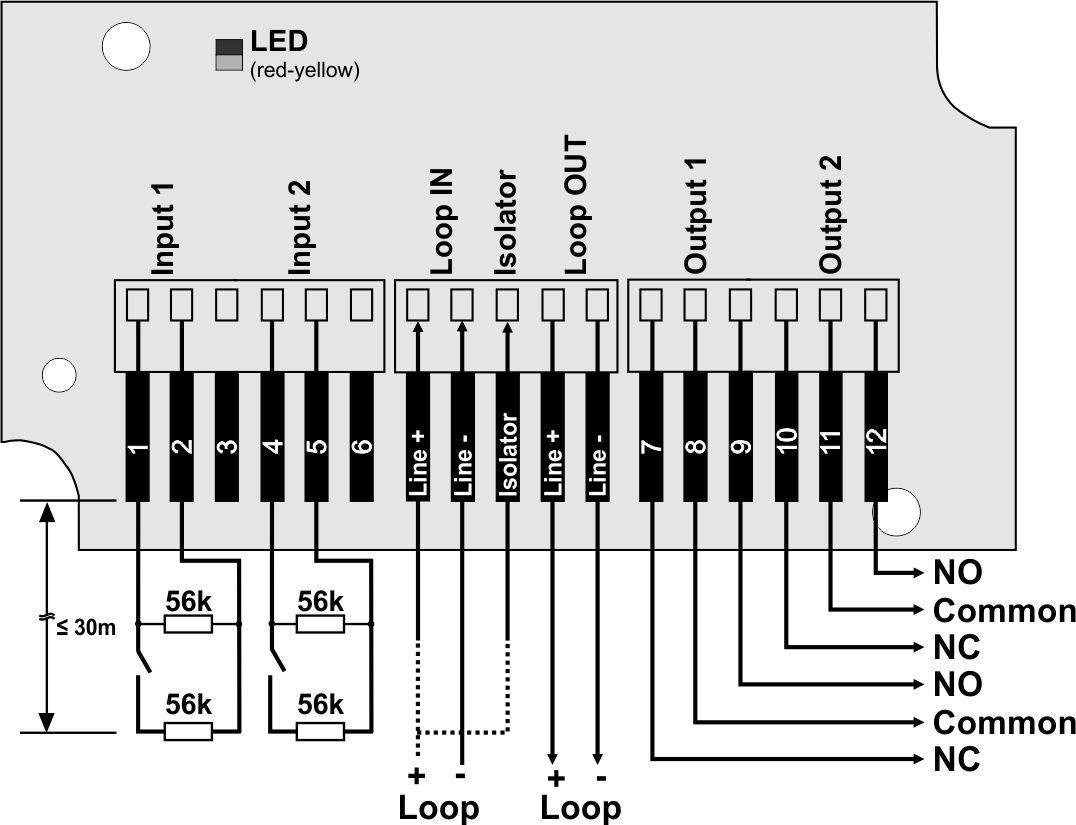 LED
(red-yellow)
Input 1
Input 2
Loop IN
Isolator
Loop OUT
Output 1
Output 2
1
2
3
4
5
6
Line +
Line -
Isolator
Line +
Line -
7
8
9
10
11
12
≤ 30m
56k
56k
56k
56k
NO
Common
NC
NO
Common
NC
+ -
Loop
+ -
Loop